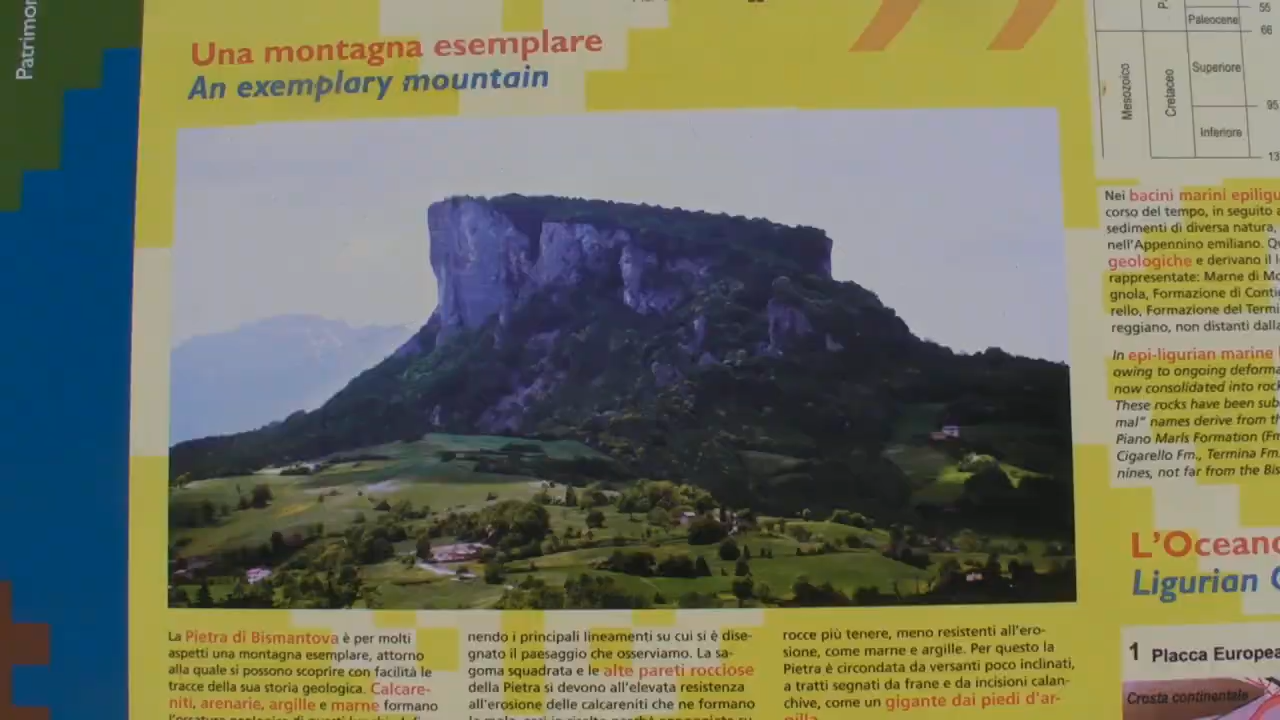 Patrimon
Una montagna esemplare
An exemplary mountain
La Pietra di Bismantova è per molti
aspetti una montagna esemplare, attorno
alla quale si possono scoprire con facilità le
tracce della sua storia geologica. Calcare-
niti, arenarie, argille e marne formano
nendo i principali lineamenti su cui si è dise-
gnato il paesaggio che osserviamo. La sa-
goma squadrata e le alte pareti rocciose
della Pietra si devono all'elevata resistenza
all'erosione delle calcareniti che ne formano
rocce più tenere, meno resistenti all'ero-
sione, come marne e argille. Per questo la
Pietra è circondata da versanti poco inclinati,
a tratti segnati da frane e da incisioni calan-
chive, come un gigante dai piedi d'ar-
55
Paleocene
66
Mesozoico
Cretaceo
Superiore
95
Inferiore
13
Nei bacini marini epiligu
corso del tempo, in seguito a
sedimenti di diversa natura,
nell'Appennino emiliano. Qu
geologiche e derivano il l
rappresentate: Marne di Mo
gnola, Formazione di Conti
rello, Formazione del Termi
reggiano, non distanti dalla
In epi-ligurian marine
owing to ongoing deforma
now consolidated into rock
These rocks have been sub
mal" names derive from th
Piano Marls Formation (Fm
Cigarello Fm., Termina Fm.
nines, not far from the Bis
L'Oceano
Ligurian
1 Placca Europea
Crosta continentale